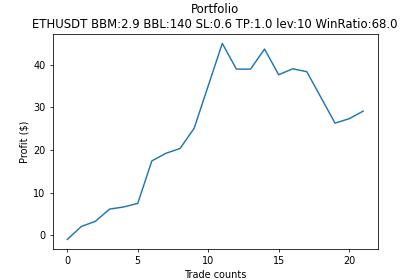 Portfolio
ETHUSDT BBM:2.9 BBL:140 SL:0.6 TP:1.0 lev:10 WinRatio:68.0
40
30
20
10
0
Profit ($)
0 5 10 15 20
Trade counts